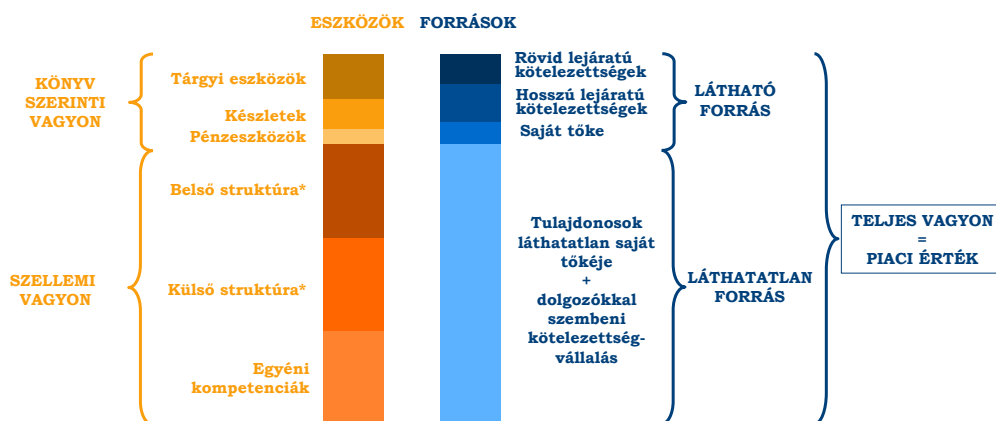 ESZKÖZÖK
FORRÁSOK
KÖNYV
SZERINTI
VAGYON
Tárgyi eszközök
Készletek
Pénzeszközök
Rövid lejáratú
kötelezettségek
Hosszú lejáratú
kötelezettségek
Saját tőke
LÁTHATÓ
FORRÁS
SZELLEMI
VAGYON
Belső struktúra*
Külső struktúra*
Egyéni
kompetenciák
Tulajdonosok
láthatatlan saját
tőkéje
+
dolgozókkal
szembeni
kötelezettség-
vállalás
LÁTHATATLAN
FORRÁS
TELJES VAGYON
=
PIACI ÉRTÉK